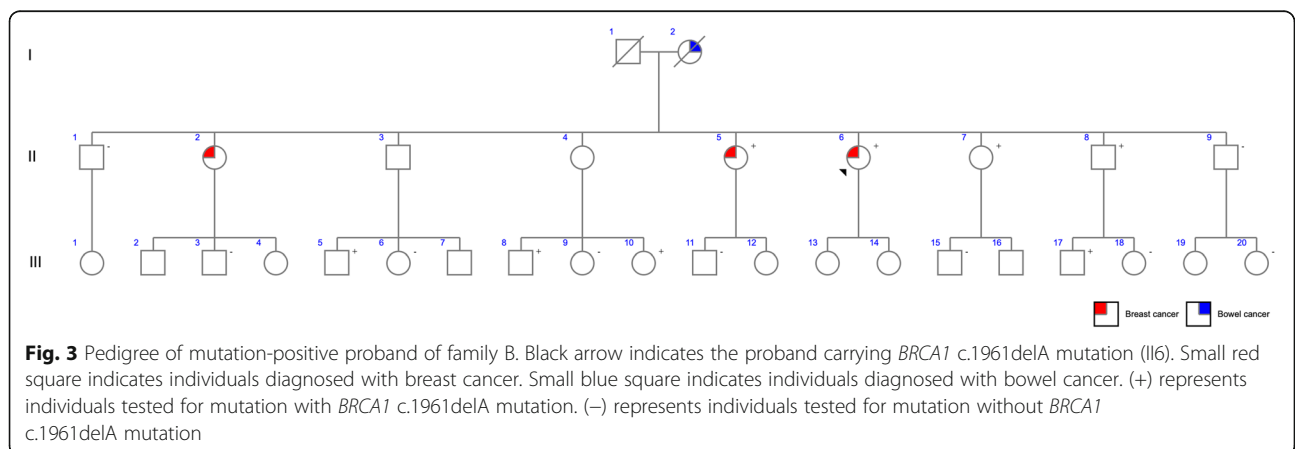 1 2
I
1 2 3 4 5 6 7 8 9
II - + + + + -
1 2 3 4 5 6 7 8 9 10 11 12 13 14 15 16 17 18 19 20
III - + - + - + - - + - -
Breast cancer Bowel cancer
Fig. 3 Pedigree of mutation-positive proband of family B. Black arrow indicates the proband carrying BRCA1 c.1961delA mutation (II6). Small red
square indicates individuals diagnosed with breast cancer. Small blue square indicates individuals diagnosed with bowel cancer. (+) represents
individuals tested for mutation with BRCA1 c.1961delA mutation. (−) represents individuals tested for mutation without BRCA1
c.1961delA mutation